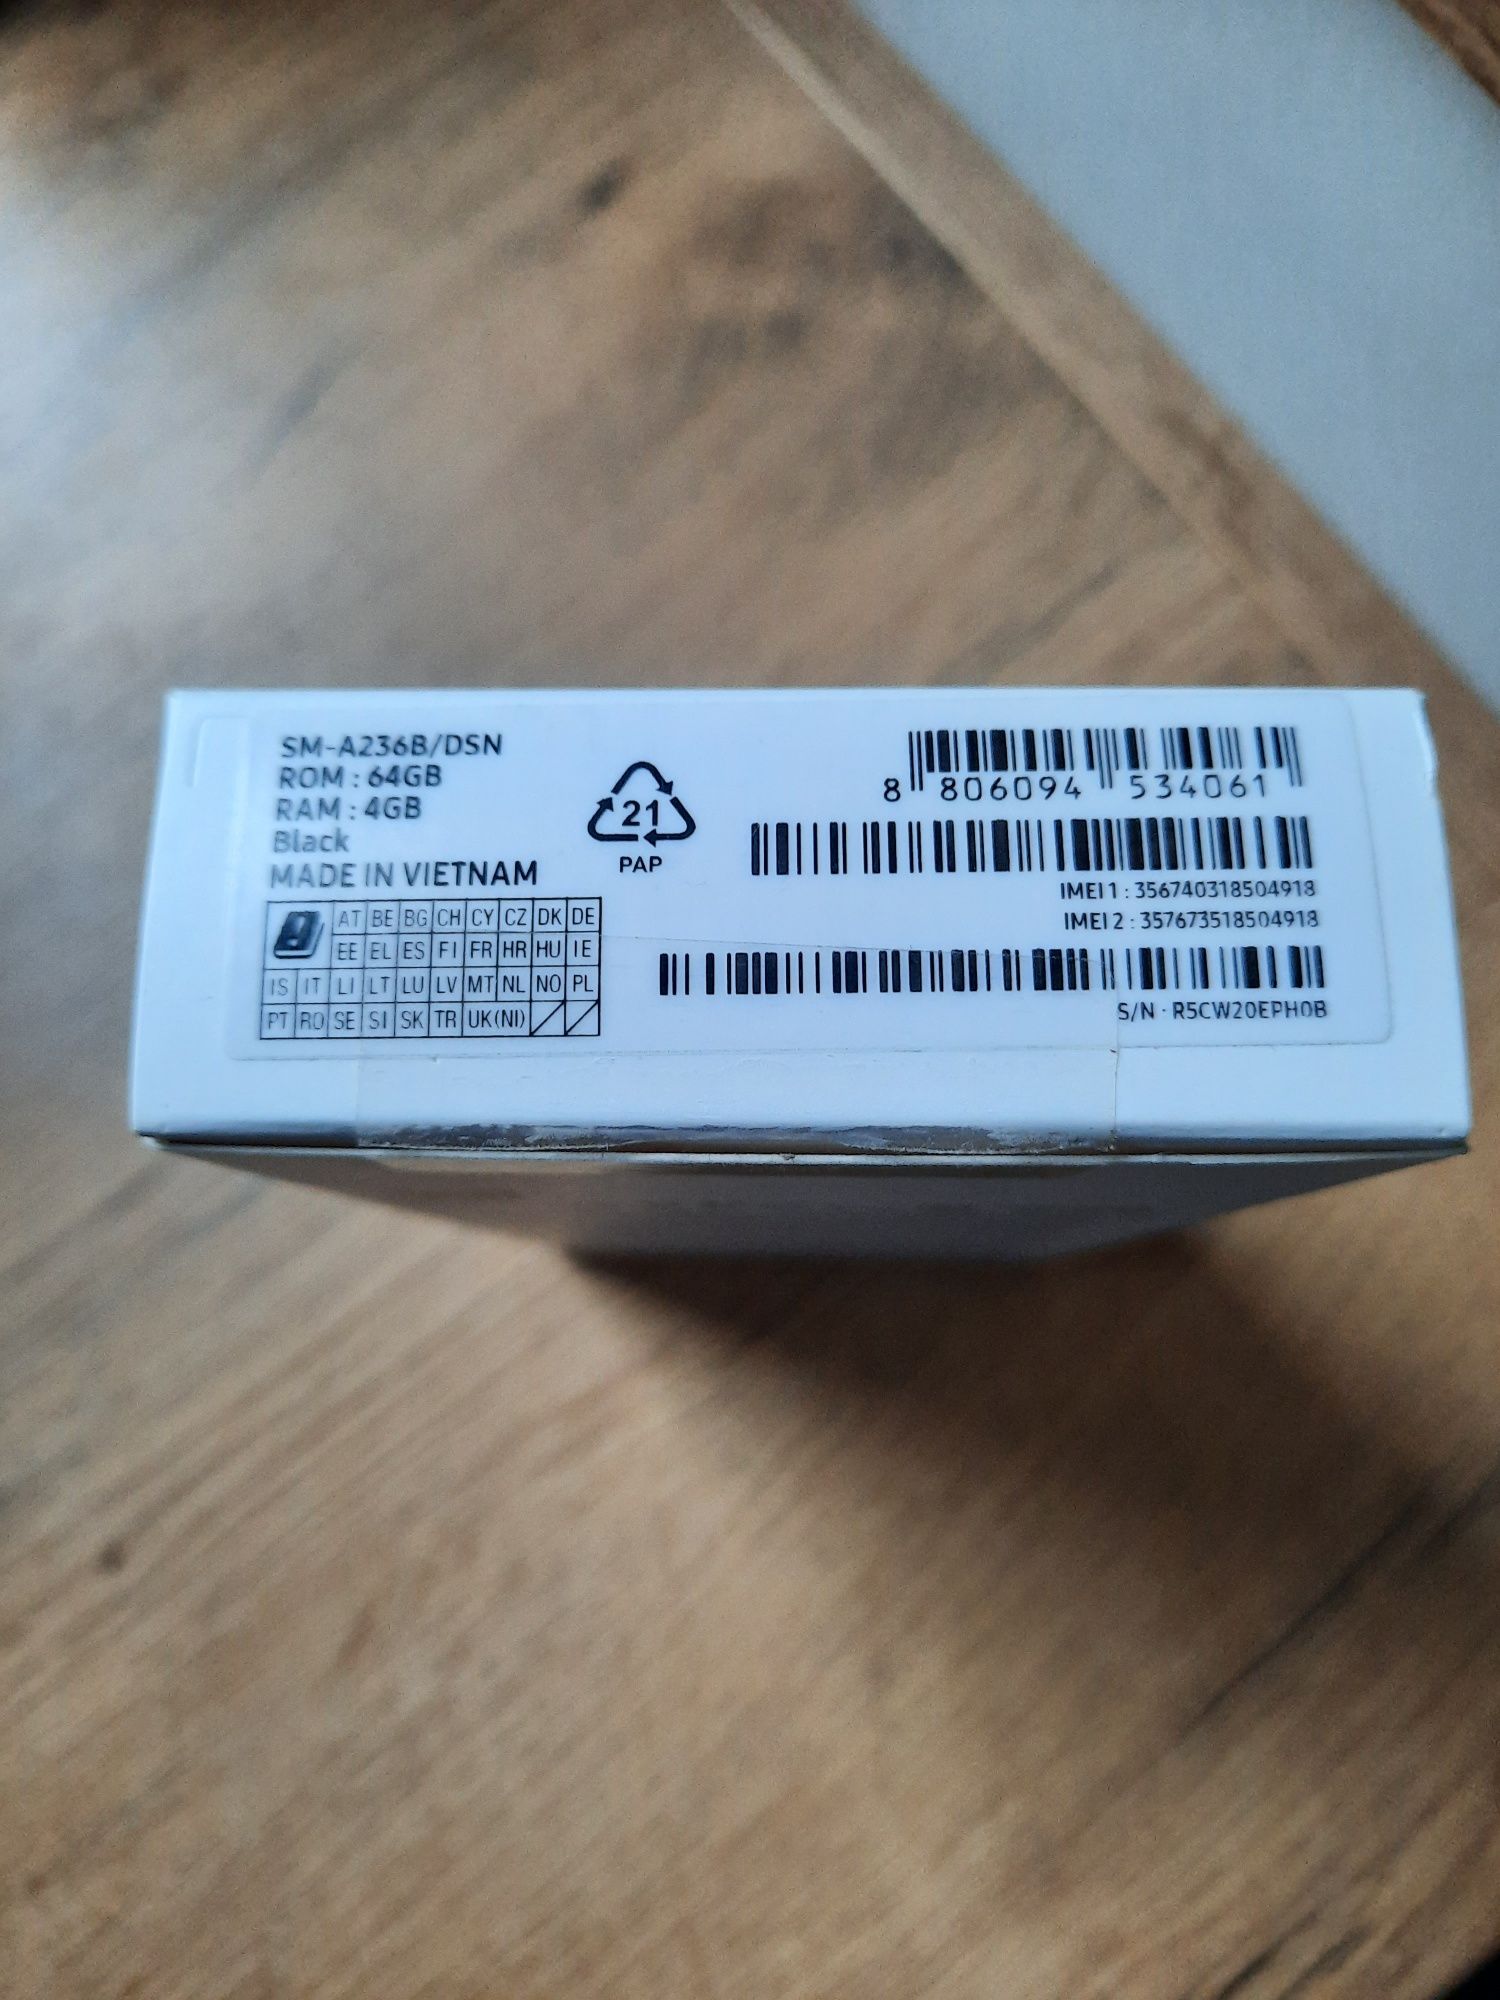 SM-A236B/DSN
ROM : 64GB
RAM : 4GB
Black
MADE IN VIETNAM
AT BE BG CH CY CZ DK DE
EE EL ES FI FR HR HU IE
IS IT LI LT LU LV MT NL NO PL
PT RO SE SI SK TR UK(NI)
21
PAP
8 806094 534061
IMEI 1 : 356740318504918
IMEI 2 : 357673518504918
S/N : R5CW20EPH0B